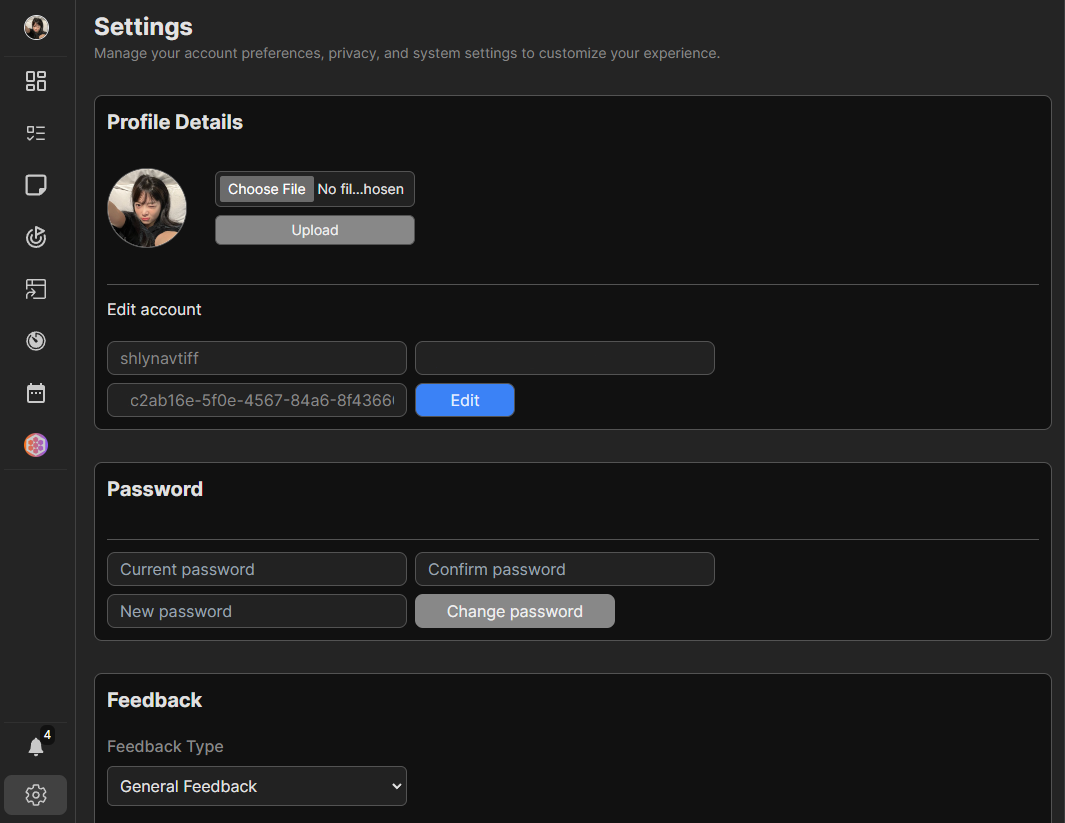 Settings
Manage your account preferences, privacy, and system settings to customize your experience.
Profile Details
Choose File No fil...hosen
Upload
Edit account
shlynavtiff
c2ab16e-5f0e-4567-84a6-8f4366
Edit
Password
Current password Confirm password
New password Change password
Feedback
Feedback Type
General Feedback
4